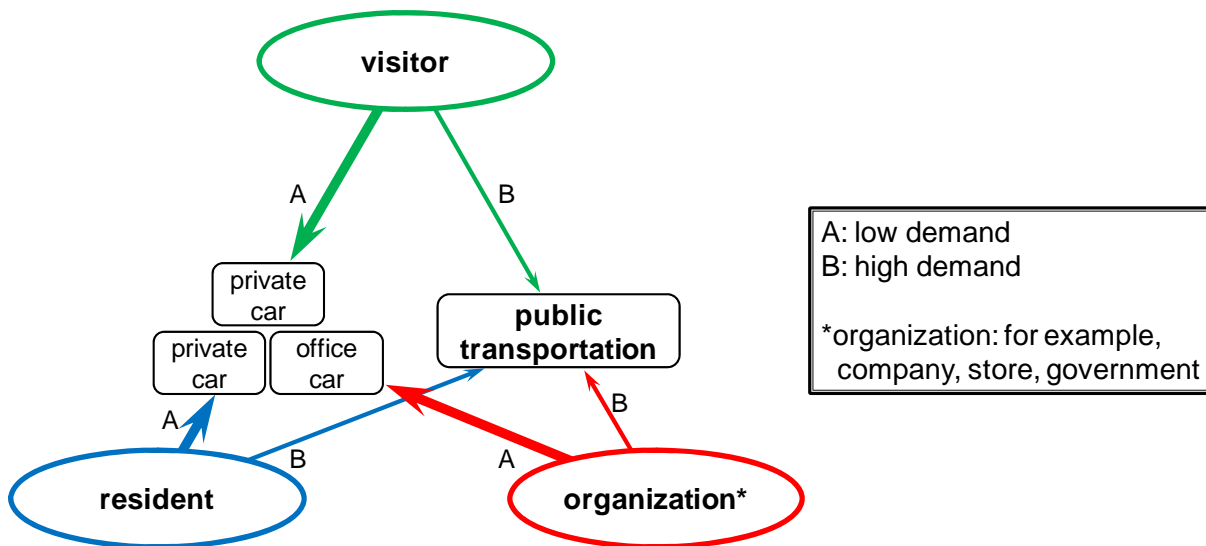 visitor
A
B
private
car
private
car
office
car
public
transportation
A
B
A
B
resident
organization*
A: low demand
B: high demand
*organization: for example,
company, store, government